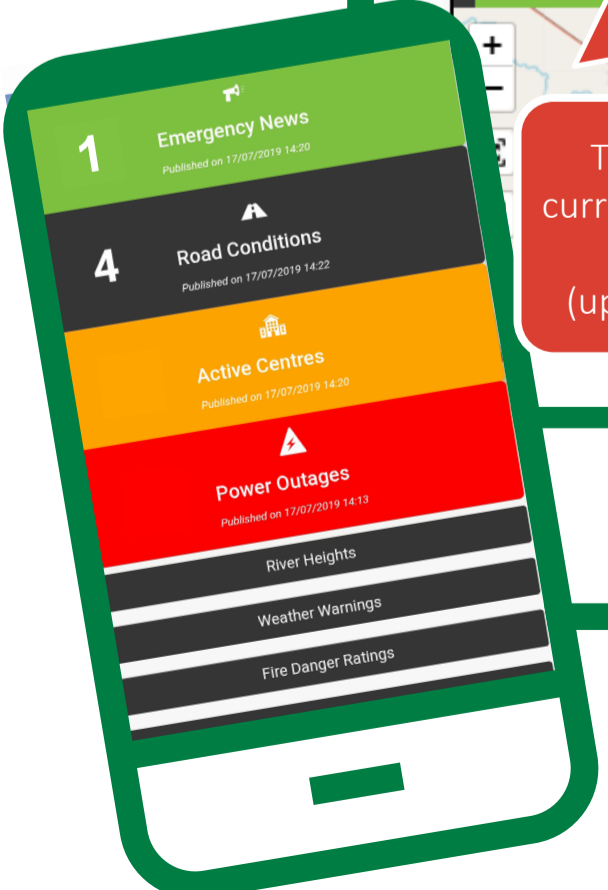 1
Emergency News
Published on 17/07/2019 14:20
4
Road Conditions
Published on 17/07/2019 14:22
Active Centres
Published on 17/07/2019 14:20
Power Outages
Published on 17/07/2019 14:13
River Heights
Weather Warnings
Fire Danger Ratings
+
−